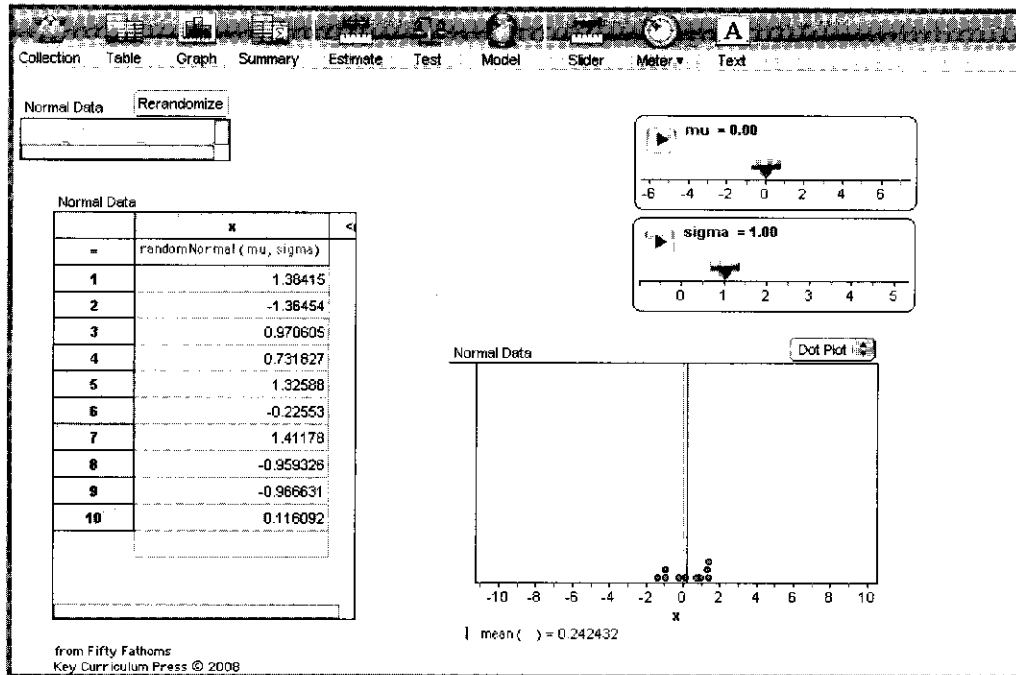 Collection Table Graph Summary Estimate Test Model Slider Meter Text
A
Normal Data Rerandomize
mu = 0.00
-6 -4 -2 0 2 4 6
sigma = 1.00
0 1 2 3 4 5
Normal Data
x
= randomNormal (mu, sigma)
1 1.38415
2 -1.36454
3 0.970605
4 0.731827
5 1.32588
6 -0.22553
7 1.41178
8 -0.959326
9 -0.966631
10 0.116092
Normal Data Dot Plot
-10 -8 -6 -4 -2 0 2 4 6 8 10
x
mean ( ) = 0.242432
from Fifty Fathoms
Key Curriculum Press © 2008